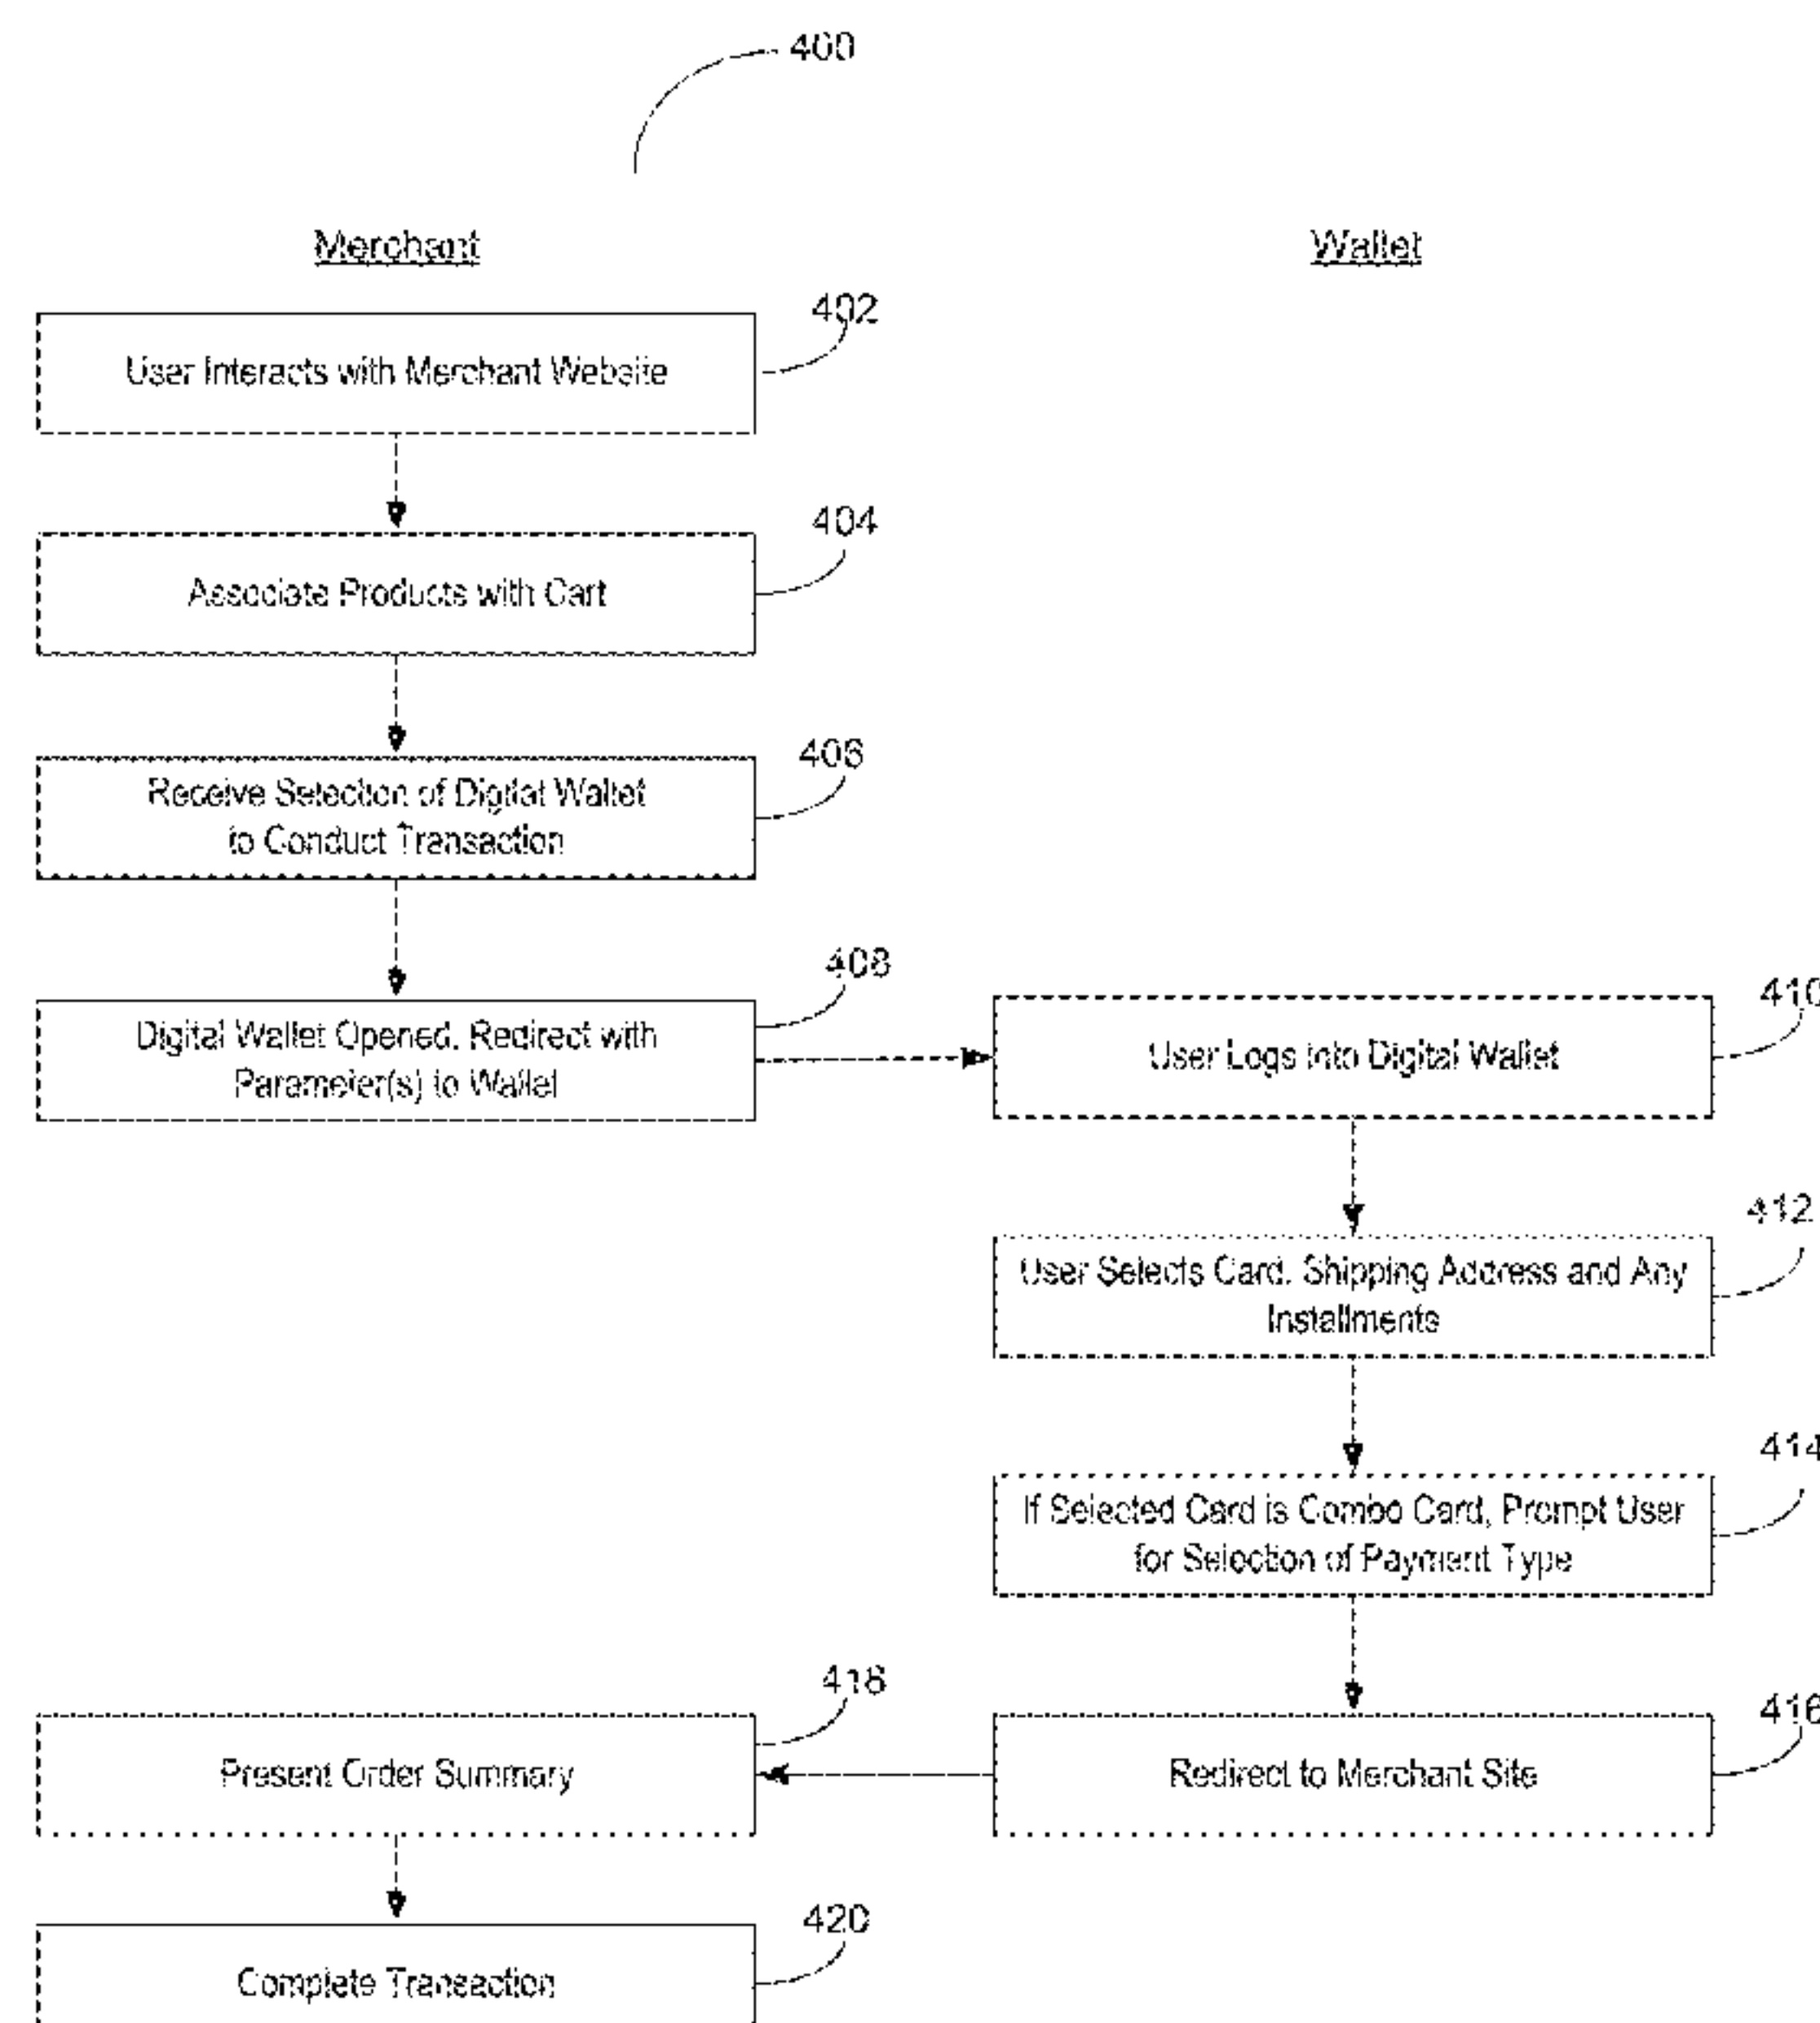 400
Merchant
Wallet
402
User Interacts with Merchant Website
404
Associate Products with Cart
406
Receive Selection of Digital Wallet
to Conduct Transaction
408
Digital Wallet Opened. Redirect with
Parameter(s) to Wallet
410
User Logs into Digital Wallet
412
User Selects Card, Shipping Address and Any
Installments
414
If Selected Card is Combo Card, Prompt User
for Selection of Payment Type
416
Redirect to Merchant Site
418
Present Order Summary
420
Complete Transaction